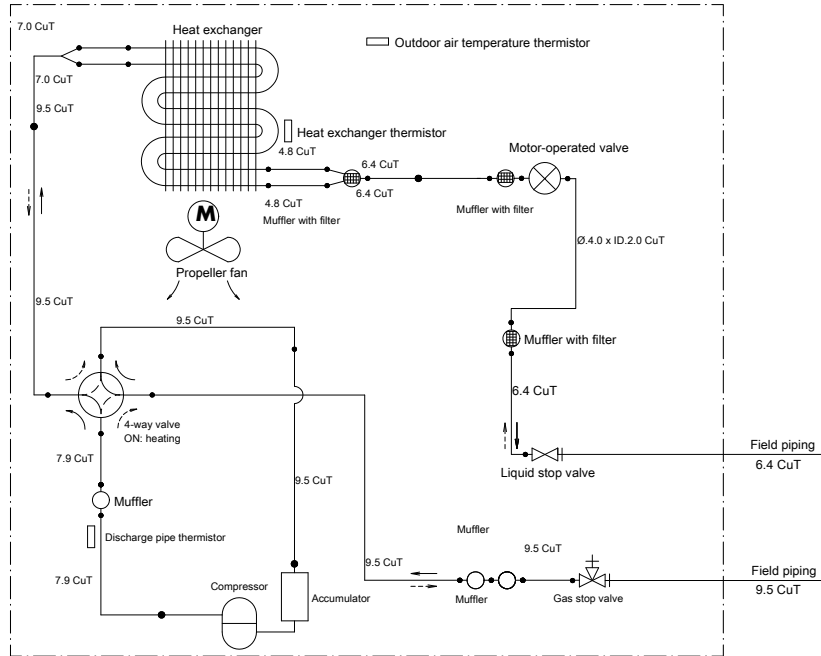 7.0 CuT
Heat exchanger
Outdoor air temperature thermistor
7.0 CuT
9.5 CuT
Heat exchanger thermistor
4.8 CuT
Motor-operated valve
6.4 CuT
6.4 CuT
4.8 CuT
Muffler with filter
Muffler with filter
M
Ø.4.0 x ID.2.0 CuT
Propeller fan
9.5 CuT
9.5 CuT
Muffler with filter
6.4 CuT
4-way valve
ON: heating
7.9 CuT
Field piping
6.4 CuT
Liquid stop valve
9.5 CuT
Muffler
Discharge pipe thermistor
Muffler
9.5 CuT
9.5 CuT
Field piping
7.9 CuT
Compressor
Accumulator
Muffler
Gas stop valve
9.5 CuT